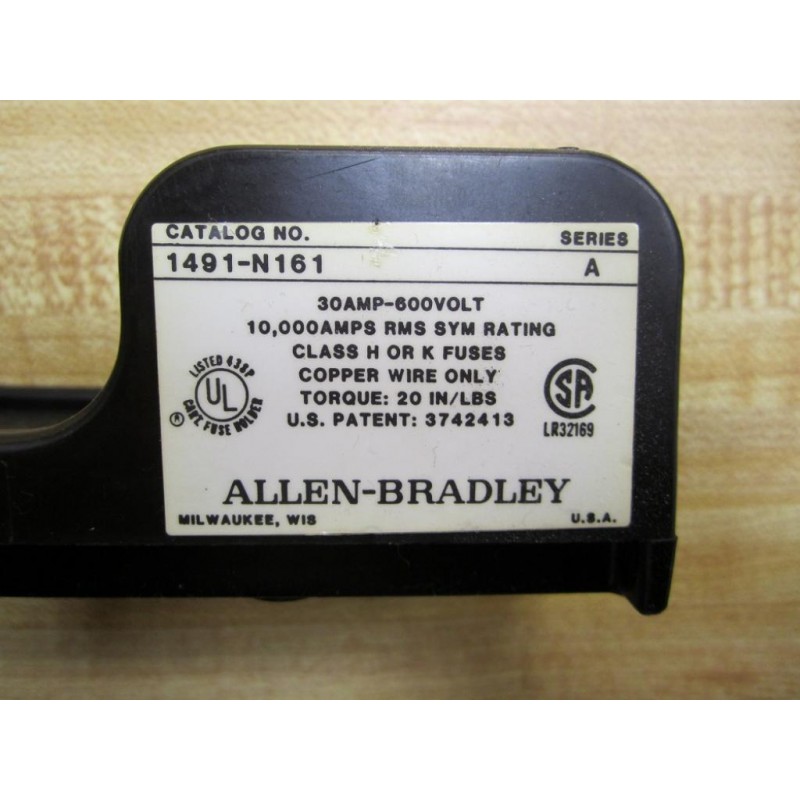 CATALOG NO.
SERIES
1491-N161
A
30AMP-600VOLT
10,000AMPS RMS SYM RATING
CLASS H OR K FUSES
COPPER WIRE ONLY
TORQUE: 20 IN/LBS
U.S. PATENT: 3742413
LISTED 438P
UL
®
CART. FUSE HOLDER
SA
LR32169
ALLEN-BRADLEY
MILWAUKEE, WIS
U.S.A.